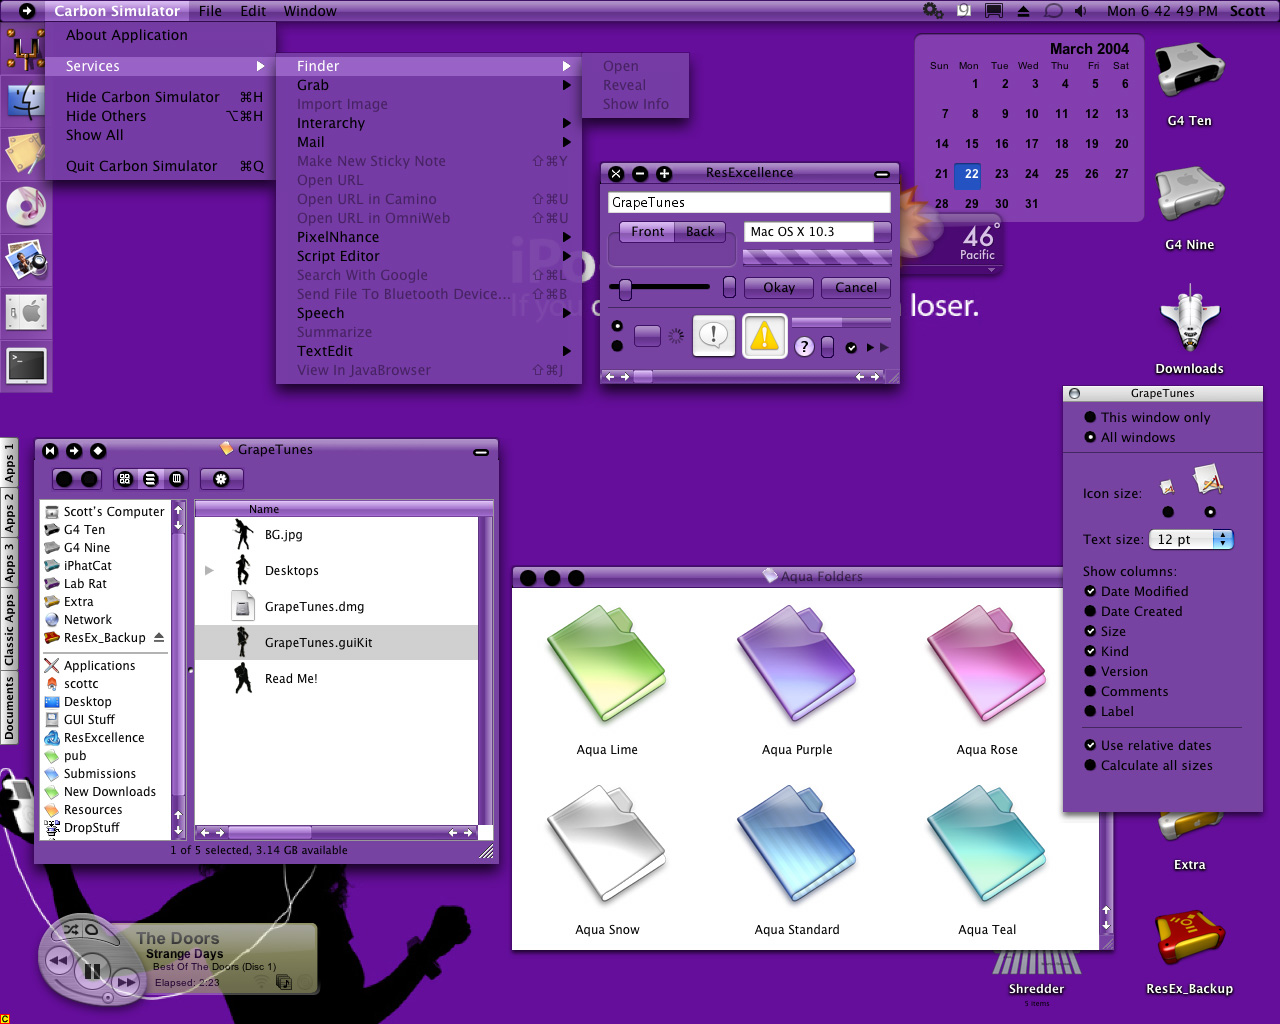 Carbon Simulator File Edit Window
Mon 6 42 49 PM Scott
About Application
Services
Hide Carbon Simulator ⌘H
Hide Others ⌥⌘H
Show All
Quit Carbon Simulator ⌘Q
Finder
Grab
Import Image
Interarchy
Mail
Make New Sticky Note ⇧⌘Y
Open URL
Open URL in Camino ⇧⌘U
Open URL in OmniWeb ⇧⌘U
PixelNhance
Script Editor
Search With Google ⇧⌘L
Send File To Bluetooth Device... ⇧⌘B
Speech
Summarize
TextEdit
View In JavaBrowser ⇧⌘J
Open
Reveal
Show Info
March 2004
Sun Mon Tue Wed Thu Fri Sat
1 2 3 4 5 6
7 8 9 10 11 12 13
14 15 16 17 18 19 20
21 22 23 24 25 26 27
28 29 30 31
46°
Pacific
loser.
ResExcellence
GrapeTunes
Front Back
Mac OS X 10.3
Okay Cancel
G4 Ten
G4 Nine
Downloads
Extra
ResEx_Backup
Shredder
5 items
GrapeTunes
This window only
All windows
Icon size:
Text size: 12 pt
Show columns:
Date Modified
Date Created
Size
Kind
Version
Comments
Label
Use relative dates
Calculate all sizes
Apps 1
Apps 2
Apps 3
Classic Apps
Documents
GrapeTunes
Scott's Computer
G4 Ten
G4 Nine
iPhatCat
Lab Rat
Extra
Network
ResEx_Backup
Applications
scottc
Desktop
GUI Stuff
ResExcellence
pub
Submissions
New Downloads
Resources
DropStuff
Name
BG.jpg
Desktops
GrapeTunes.dmg
GrapeTunes.guiKit
Read Me!
1 of 5 selected, 3.14 GB available
Aqua Folders
Aqua Lime
Aqua Purple
Aqua Rose
Aqua Snow
Aqua Standard
Aqua Teal
The Doors
Strange Days
Best Of The Doors (Disc 1)
Elapsed: 2:23
C